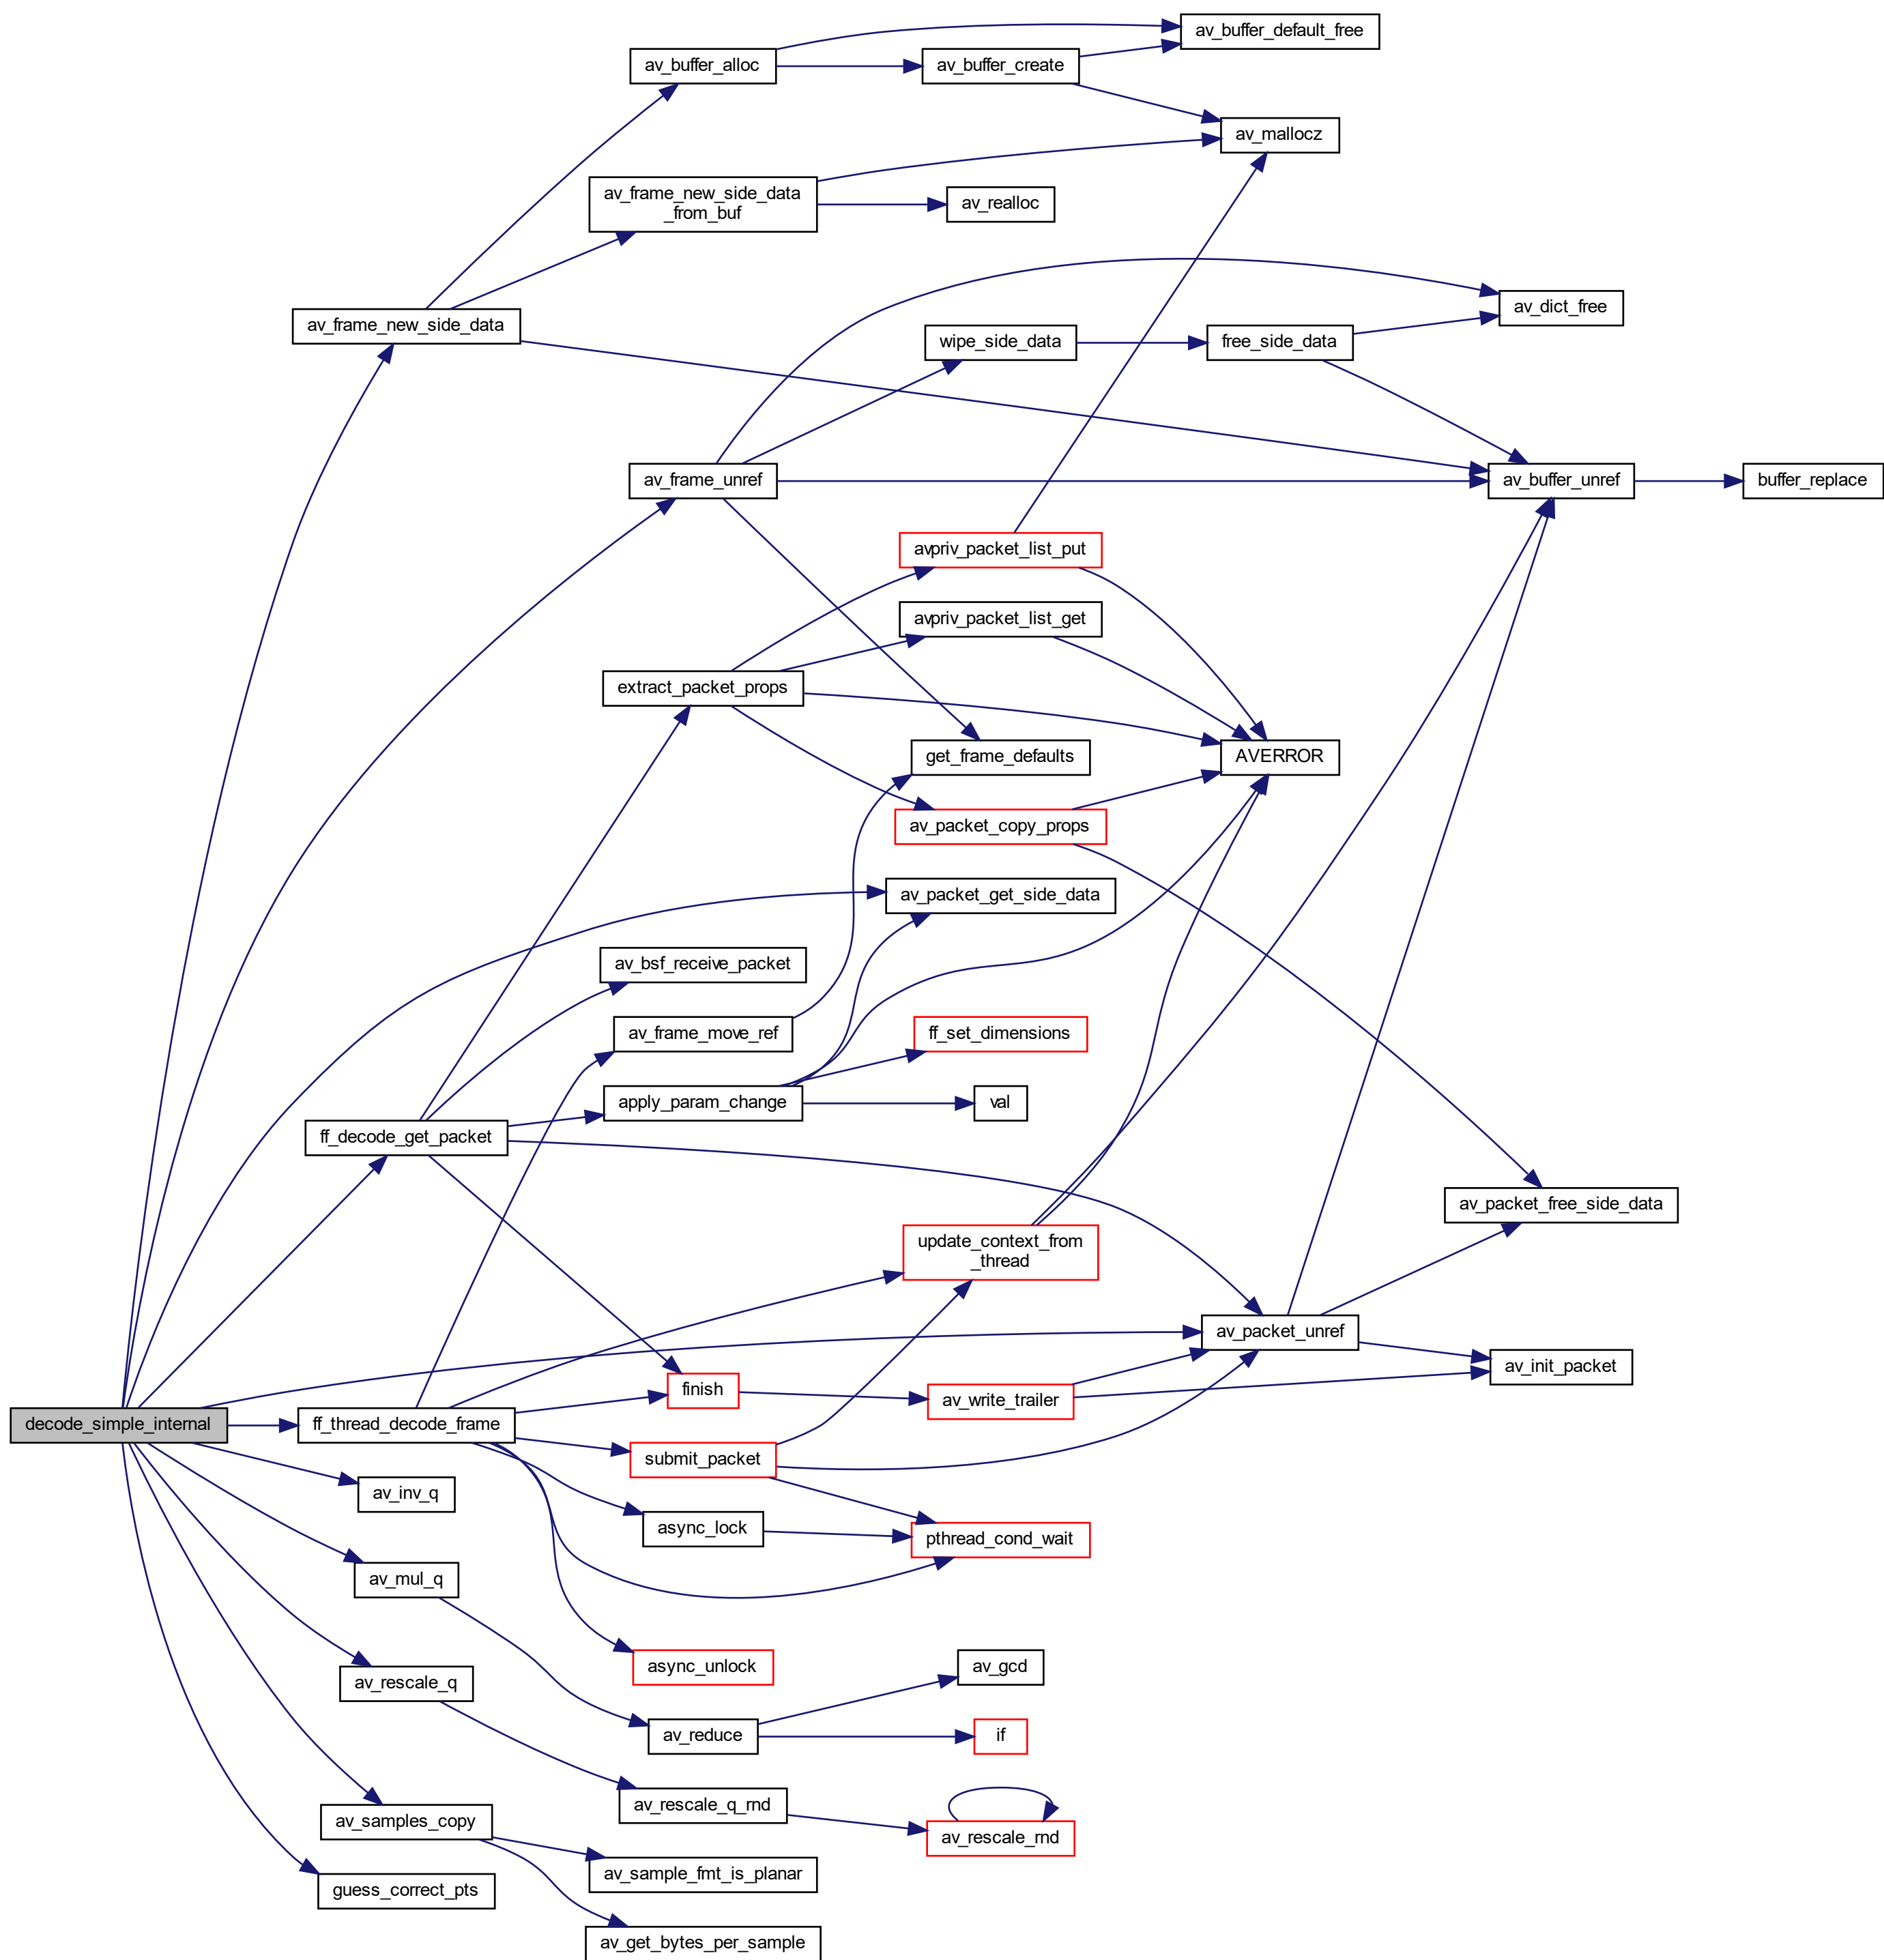 av_buffer_default_free
av_buffer_alloc
av_buffer_create
av_mallocz
av_frame_new_side_data
_from_buf
av_realloc
av_dict_free
av_frame_new_side_data
wipe_side_data
free_side_data
av_frame_unref
av_buffer_unref
buffer_replace
avpriv_packet_list_put
avpriv_packet_list_get
extract_packet_props
get_frame_defaults
AVERROR
av_packet_copy_props
av_packet_get_side_data
av_bsf_receive_packet
av_frame_move_ref
ff_set_dimensions
apply_param_change
val
ff_decode_get_packet
av_packet_free_side_data
update_context_from
_thread
av_packet_unref
av_init_packet
finish
av_write_trailer
decode_simple_internal
ff_thread_decode_frame
submit_packet
av_inv_q
async_lock
pthread_cond_wait
av_mul_q
async_unlock
av_gcd
av_rescale_q
av_reduce
if
av_rescale_q_rnd
av_samples_copy
av_rescale_rnd
av_sample_fmt_is_planar
guess_correct_pts
av_get_bytes_per_sample